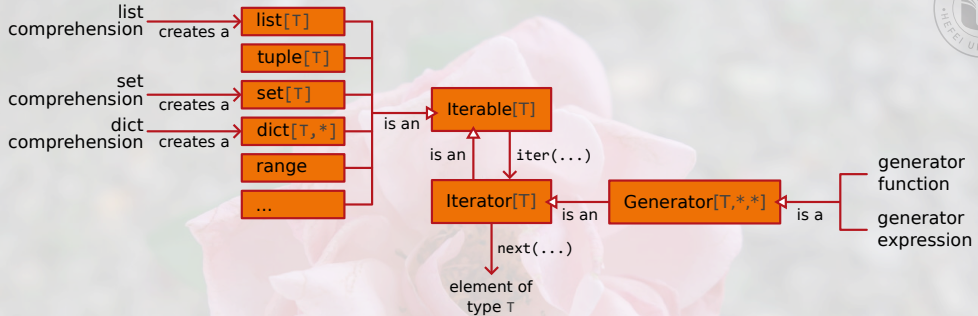 list
comprehension
creates a
list[T]
tuple[T]
set
comprehension
creates a
set[T]
dict
comprehension
creates a
dict[T,*]
range
...
is an
Iterable[T]
is an
iter(...)
Iterator[T]
next(...)
element of
type T
is an
Generator[T,*,*]
is a
generator
function
generator
expression
HEFEI U